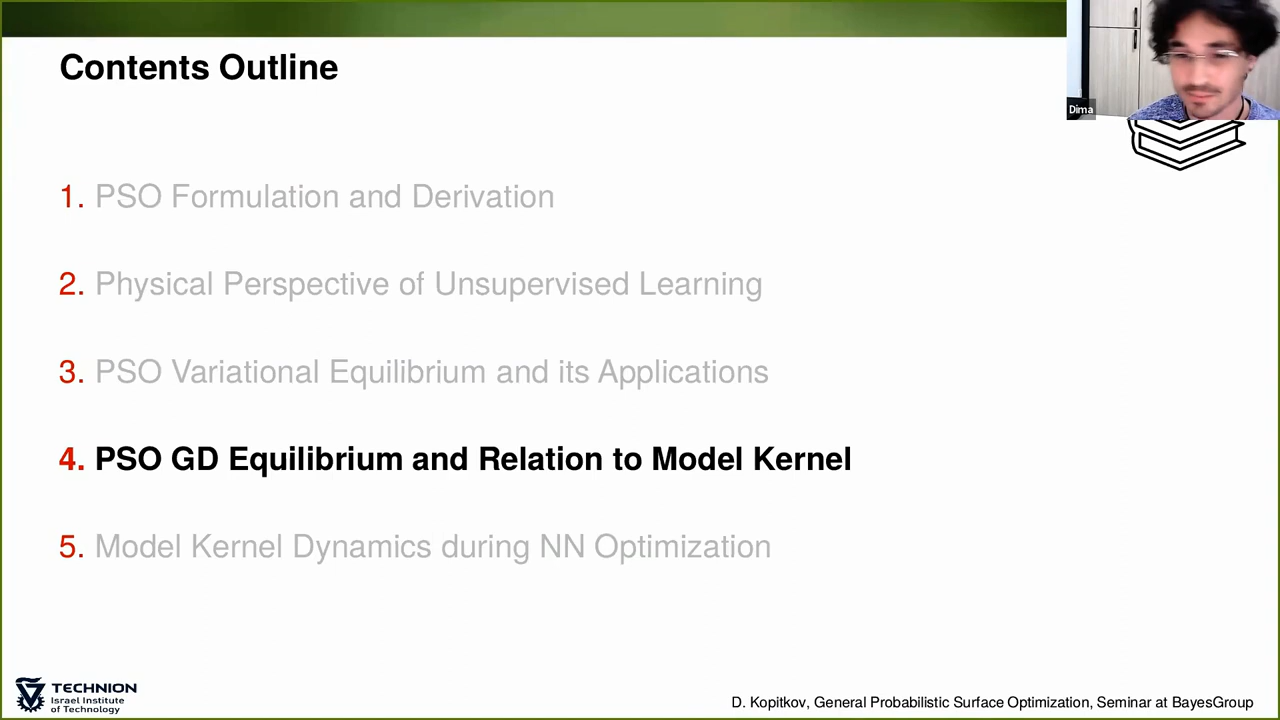 Contents Outline
Dima
1. PSO Formulation and Derivation
2. Physical Perspective of Unsupervised Learning
3. PSO Variational Equilibrium and its Applications
4. PSO GD Equilibrium and Relation to Model Kernel
5. Model Kernel Dynamics during NN Optimization
TECHNION
Israel Institute
of Technology
D. Kopitkov, General Probabilistic Surface Optimization, Seminar at BayesGroup